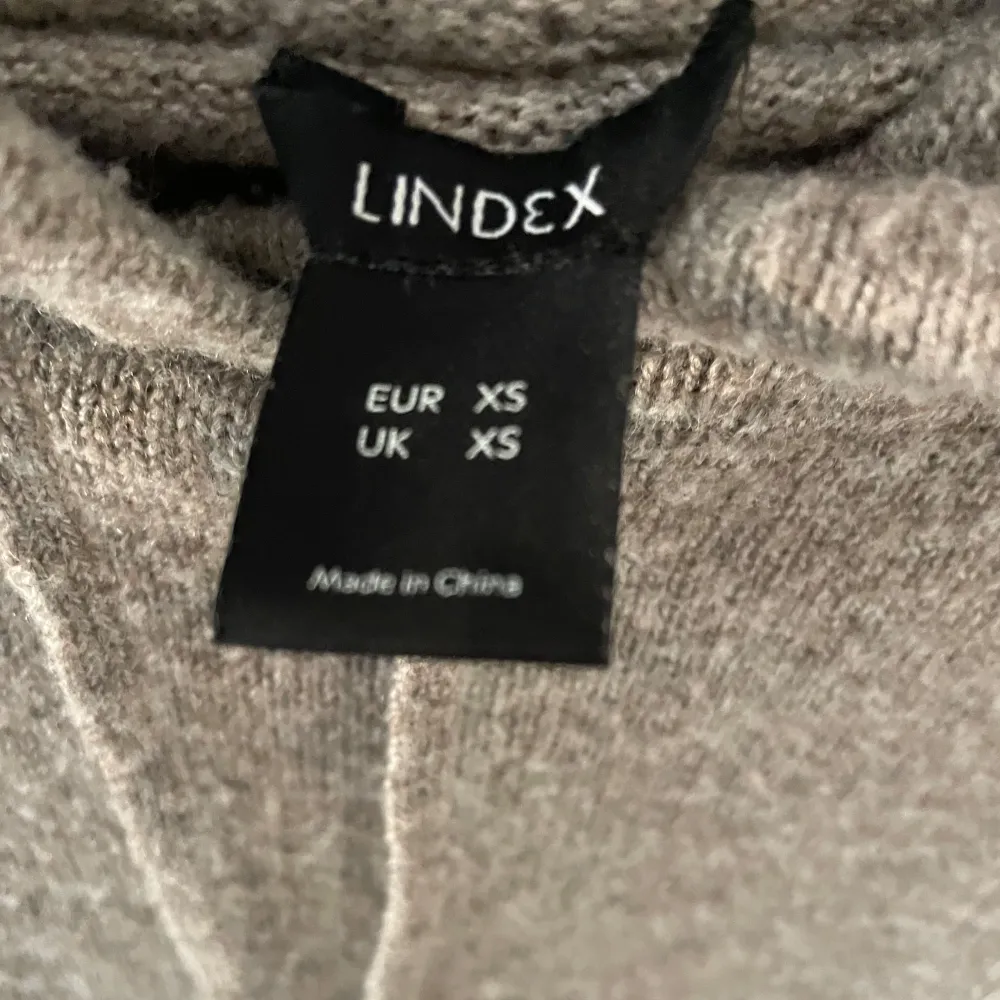 LINDEX
EUR XS
UK XS
Made in China